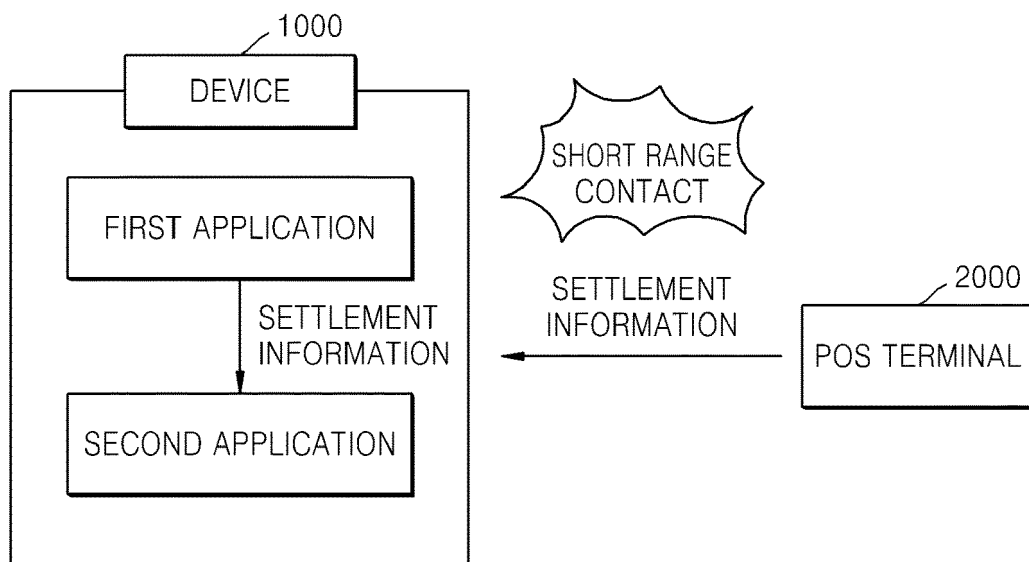 1000
DEVICE
SHORT RANGE
CONTACT
FIRST APPLICATION
SETTLEMENT
INFORMATION
SETTLEMENT
INFORMATION
2000
POS TERMINAL
SECOND APPLICATION